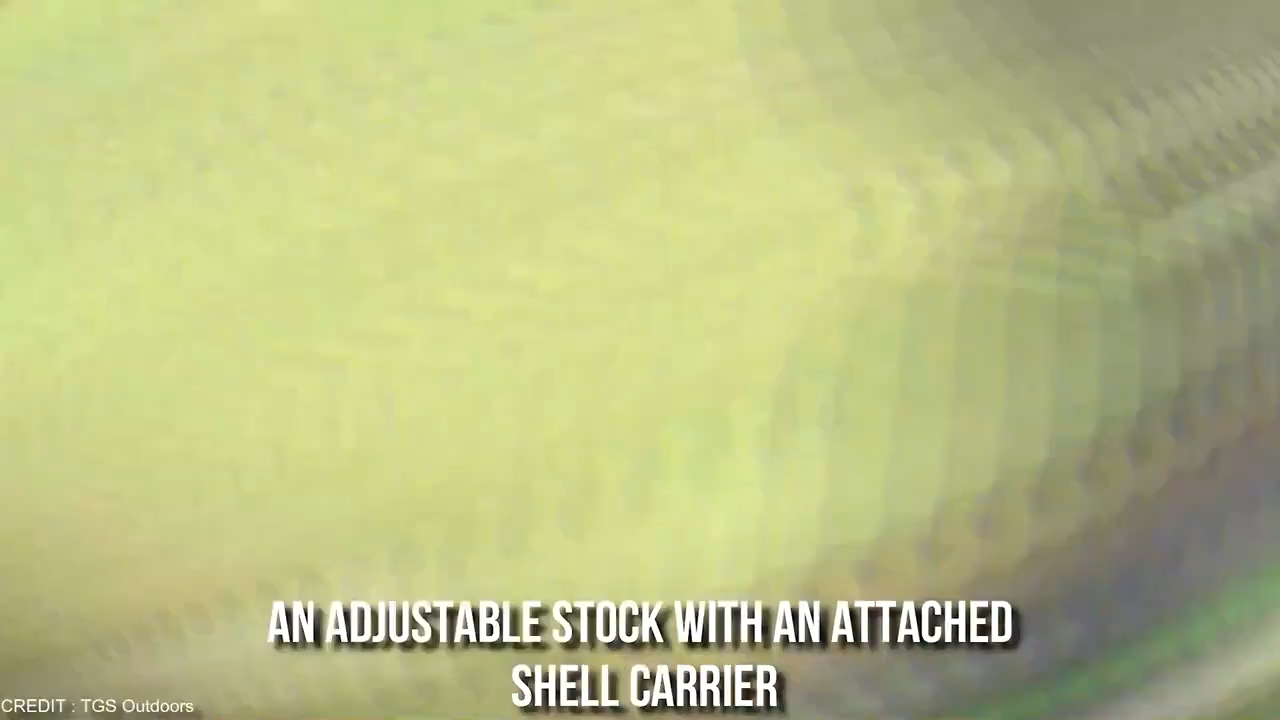 AN ADJUSTABLE STOCK WITH AN ATTACHED
SHELL CARRIER
CREDIT : TGS Outdoors